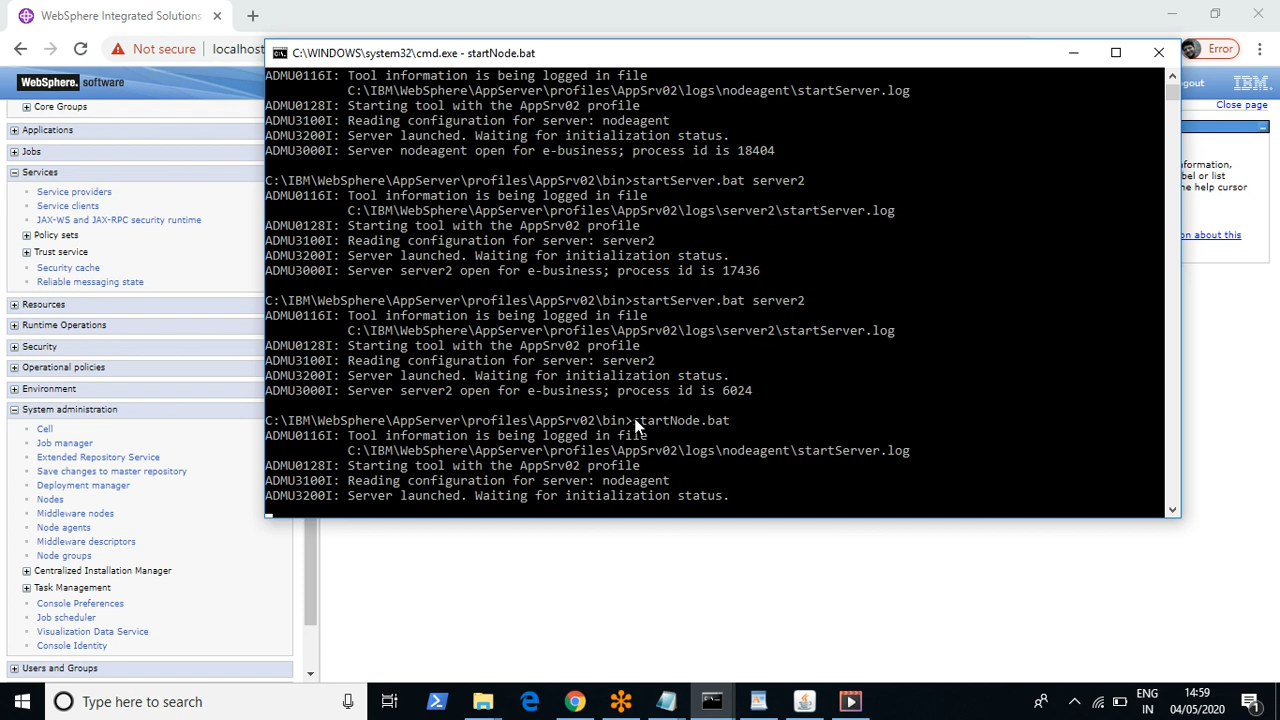 WebSphere Integrated Solutions
Not secure
localhost
Error
WebSphere. software
ogout
IBM.
Close page
Core Groups
Applications
Jobs
Services
Service providers
Service clients
JAX-WS and JAX-RPC security runtime
Policy sets
Trust service
Security cache
Reliable messaging state
Resources
Runtime Operations
Security
Operational policies
Environment
System administration
Cell
Job manager
Extended Repository Service
Save changes to master repository
Deployment manager
Nodes
Middleware nodes
Node agents
Middleware descriptors
Node groups
Centralized Installation Manager
Task Management
Console Preferences
Job scheduler
Visualization Data Service
Console Identity
Users and Groups
C:\WINDOWS\system32\cmd.exe - startNode.bat
ADMU0116I: Tool information is being logged in file
C:\IBM\WebSphere\AppServer\profiles\AppSrv02\logs\nodeagent\startServer.log
ADMU0128I: Starting tool with the AppSrv02 profile
ADMU3100I: Reading configuration for server: nodeagent
ADMU3200I: Server launched. Waiting for initialization status.
ADMU3000I: Server nodeagent open for e-business; process id is 18404
C:\IBM\WebSphere\AppServer\profiles\AppSrv02\bin>startServer.bat server2
ADMU0116I: Tool information is being logged in file
C:\IBM\WebSphere\AppServer\profiles\AppSrv02\logs\server2\startServer.log
ADMU0128I: Starting tool with the AppSrv02 profile
ADMU3100I: Reading configuration for server: server2
ADMU3200I: Server launched. Waiting for initialization status.
ADMU3000I: Server server2 open for e-business; process id is 17436
C:\IBM\WebSphere\AppServer\profiles\AppSrv02\bin>startServer.bat server2
ADMU0116I: Tool information is being logged in file
C:\IBM\WebSphere\AppServer\profiles\AppSrv02\logs\server2\startServer.log
ADMU0128I: Starting tool with the AppSrv02 profile
ADMU3100I: Reading configuration for server: server2
ADMU3200I: Server launched. Waiting for initialization status.
ADMU3000I: Server server2 open for e-business; process id is 6024
C:\IBM\WebSphere\AppServer\profiles\AppSrv02\bin>startNode.bat
ADMU0116I: Tool information is being logged in file
C:\IBM\WebSphere\AppServer\profiles\AppSrv02\logs\nodeagent\startServer.log
ADMU0128I: Starting tool with the AppSrv02 profile
ADMU3100I: Reading configuration for server: nodeagent
ADMU3200I: Server launched. Waiting for initialization status.
formation,
bel or list
he help cursor
on about this
Type here to search
ENG
IN
14:59
04/05/2020
1